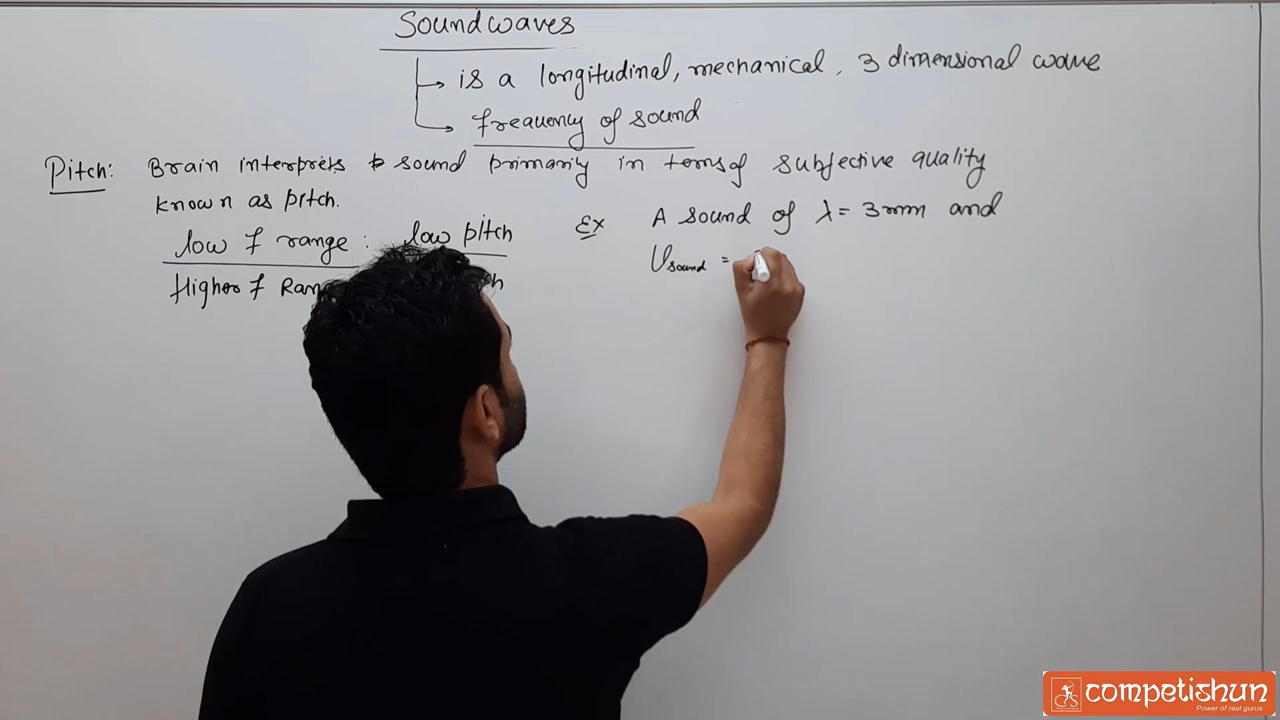 Soundwaves
is a longitudinal, mechanical, 3 dimensional wave
frequency of sound
Pitch: Brain interprets sound primarily in terms of subjective quality
known as pitch.
low f range: low pitch
Higher f Ran
Ex A sound of λ = 3mm and
Vsound =
competishun
Power of real gurus